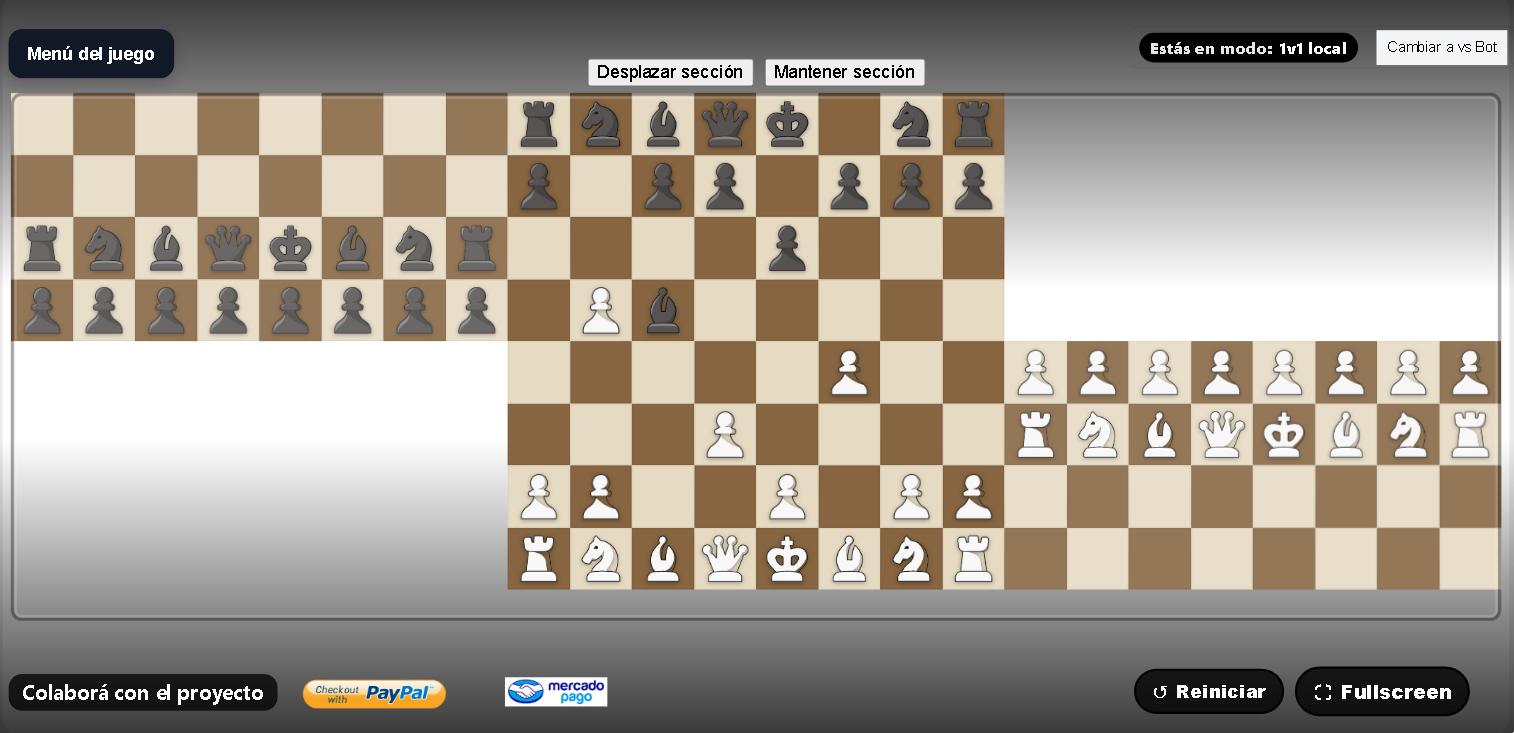 Menú del juego
Estás en modo: 1v1 local
Cambiar a vs Bot
Desplazar sección
Mantener sección
Colaborá con el proyecto
Checkout
with
PayPal
mercado
pago
↺ Reiniciar
Fullscreen